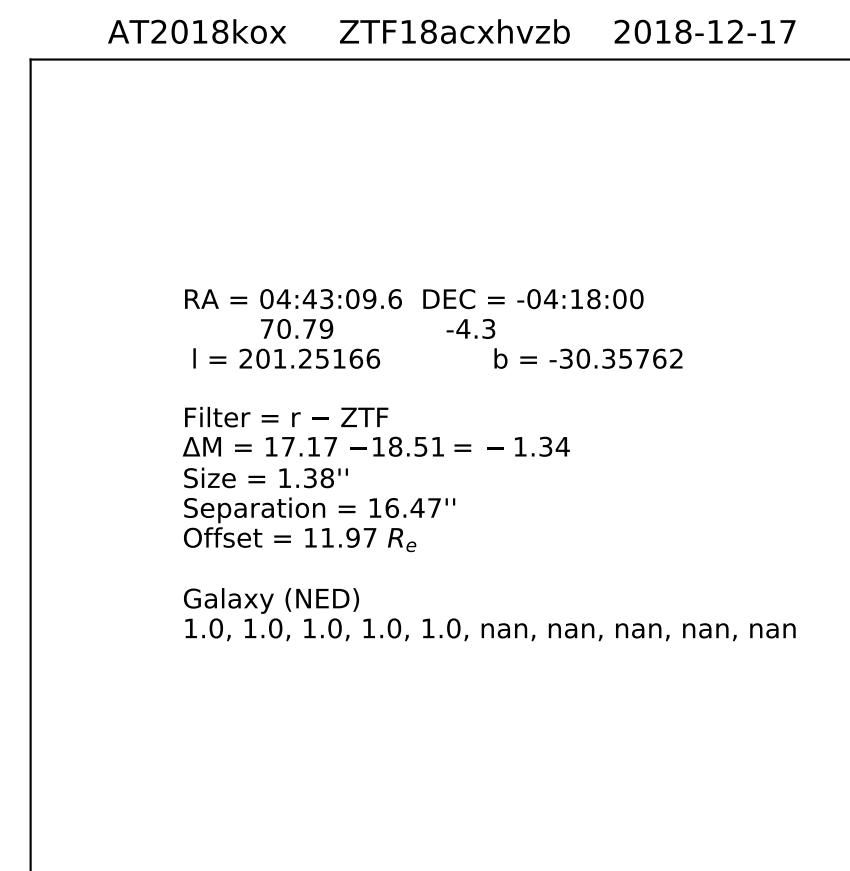 AT2018kox ZTF18acxhvzb 2018-12-17
RA = 04:43:09.6 DEC = -04:18:00
70.79 -4.3
l = 201.25166 b = -30.35762
Filter = r − ZTF
ΔM = 17.17 −18.51 = − 1.34
Size = 1.38''
Separation = 16.47''
Offset = 11.97 Re
Galaxy (NED)
1.0, 1.0, 1.0, 1.0, 1.0, nan, nan, nan, nan, nan